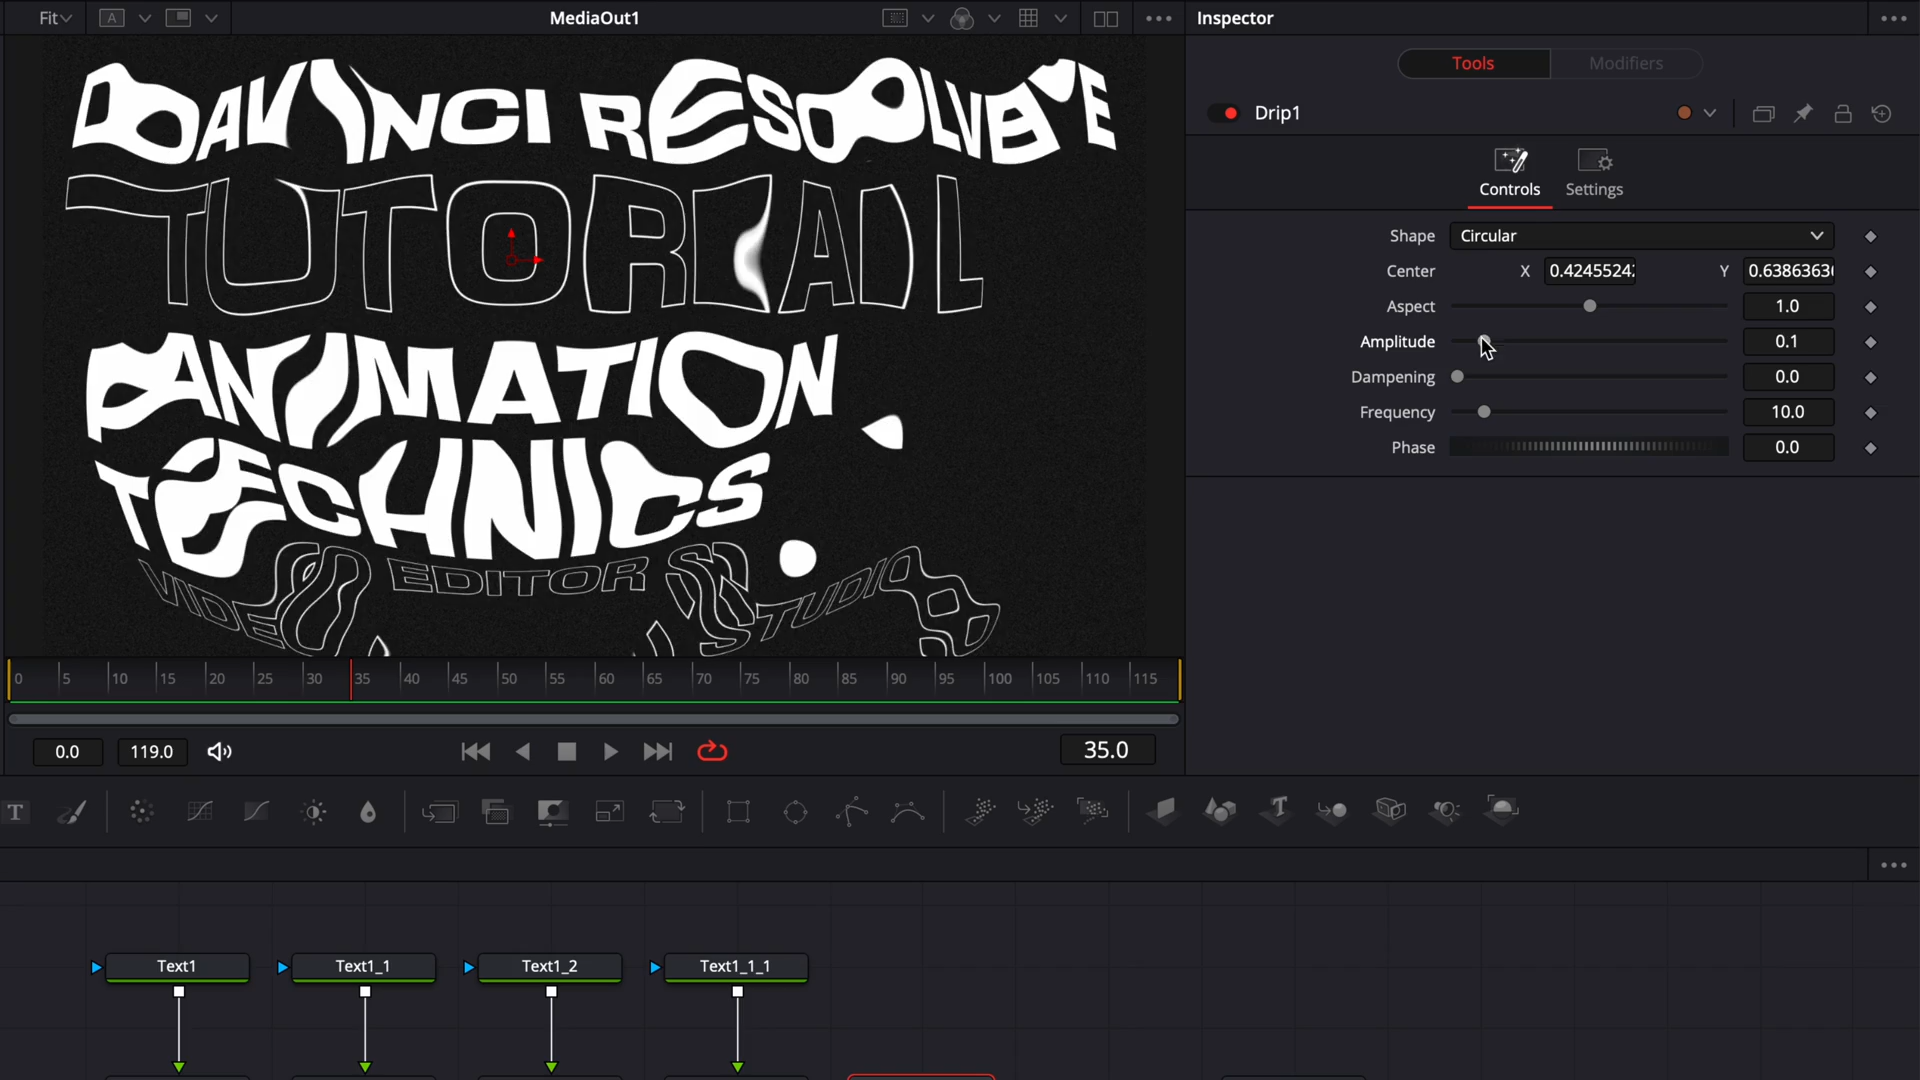 Fit
A
MediaOut1
Inspector
Tools
Modifiers
Drip1
Controls
Settings
Shape
Circular
Center
X
0.42455242
Y
0.6386363
Aspect
1.0
Amplitude
0.1
Dampening
0.0
Frequency
10.0
Phase
0.0
DAVINCI RESOLVE
TUTORIAL
ANIMATION
TECHNICS
VIDEO EDITOR STUDIO
0 5 10 15 20 25 30 35 40 45 50 55 60 65 70 75 80 85 90 95 100 105 110 115
0.0
119.0
35.0
T
T
Text1
Text1_1
Text1_2
Text1_1_1